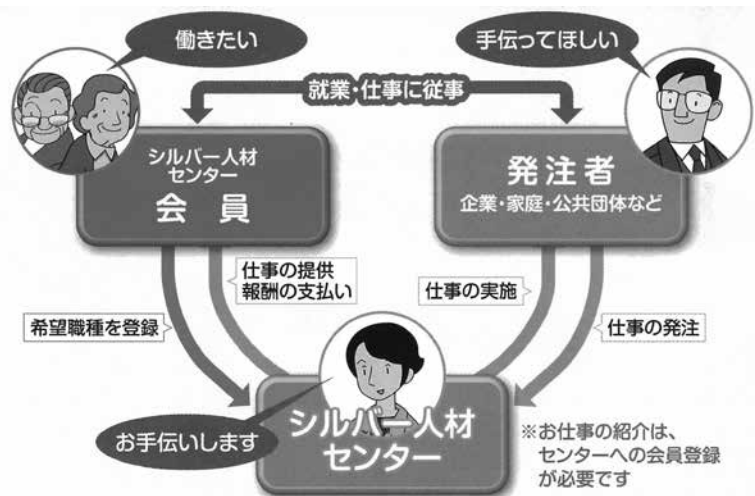 働きたい
手伝ってほしい
就業・仕事に従事
シルバー人材
センター
会 員
発注者
企業・家庭・公共団体など
仕事の提供
報酬の支払い
仕事の実施
希望職種を登録
仕事の発注
お手伝いします
シルバー人材
センター
※お仕事の紹介は、
センターへの会員登録
が必要です